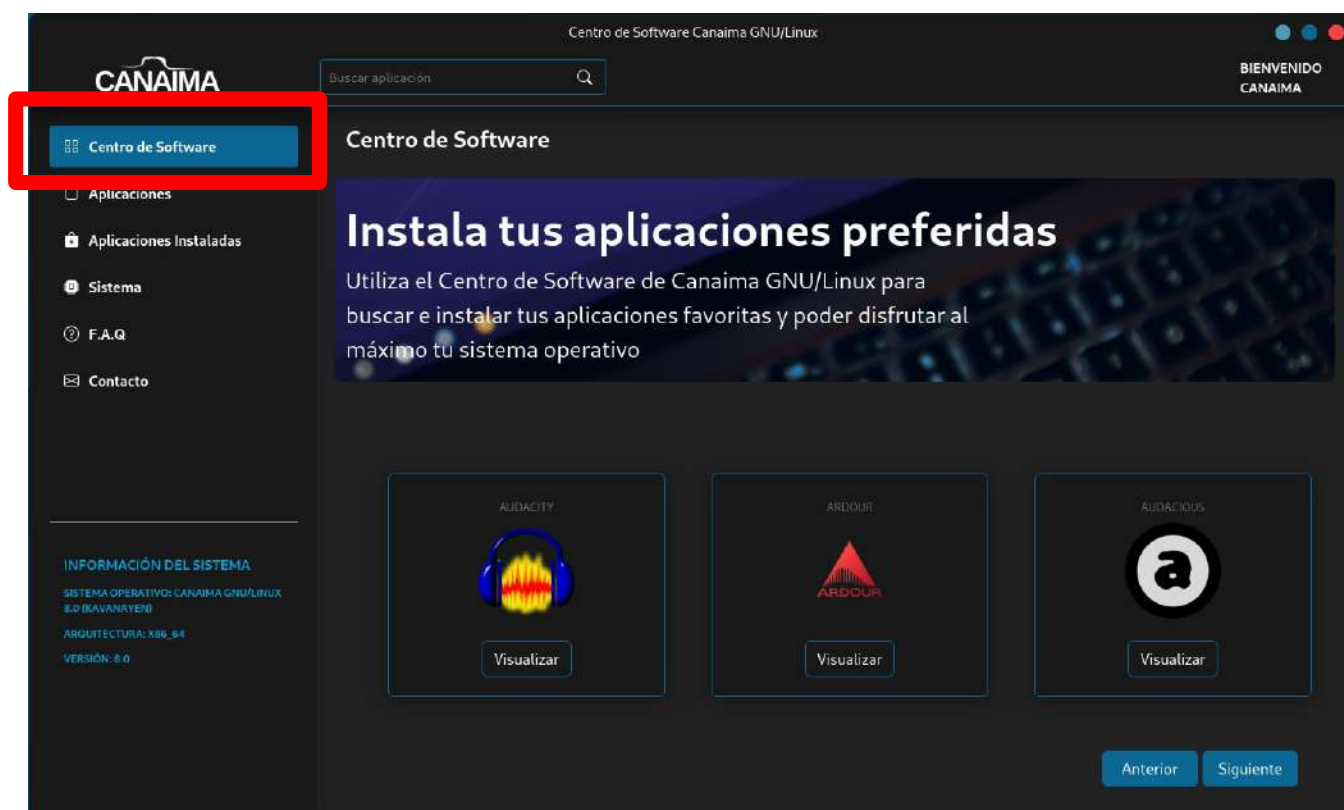 Centro de Software Canaima GNU/Linux
CANAIMA
Buscar aplicación
BIENVENIDO
CANAIMA
Centro de Software
Aplicaciones
Aplicaciones Instaladas
Sistema
F.A.Q
Contacto
INFORMACIÓN DEL SISTEMA
SISTEMA OPERATIVO: CANAIMA GNU/LINUX
8.0 (KAVANAYEN)
ARQUITECTURA: X86_64
VERSIÓN: 8.0
Centro de Software
Instala tus aplicaciones preferidas
Utiliza el Centro de Software de Canaima GNU/Linux para
buscar e instalar tus aplicaciones favoritas y poder disfrutar al
máximo tu sistema operativo
AUDACITY
Visualizar
ARDOUR
ARDOUR
Visualizar
AUDACIOUS
a
Visualizar
Anterior
Siguiente